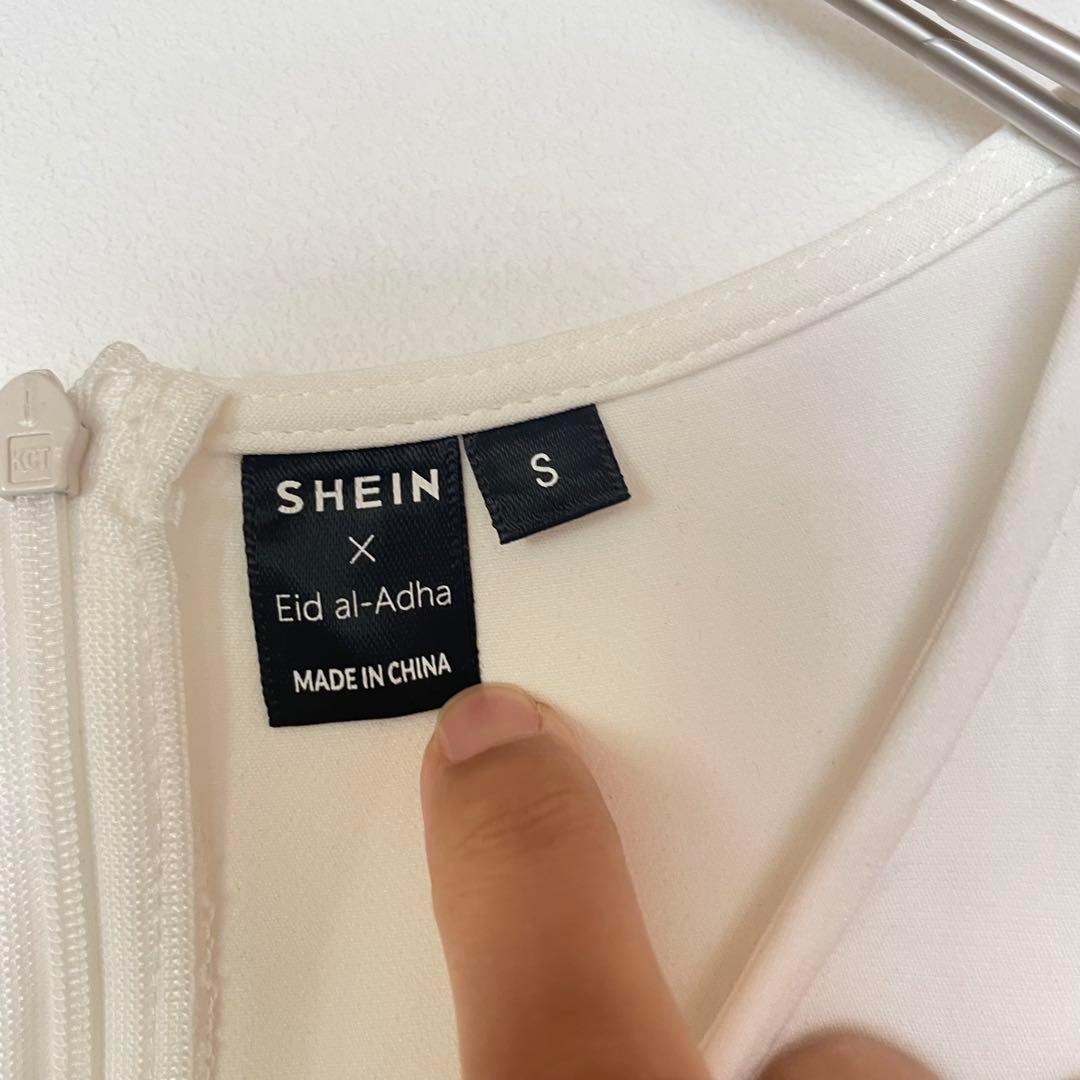 SHEIN
×
Eid al-Adha
MADE IN CHINA
S
KCT